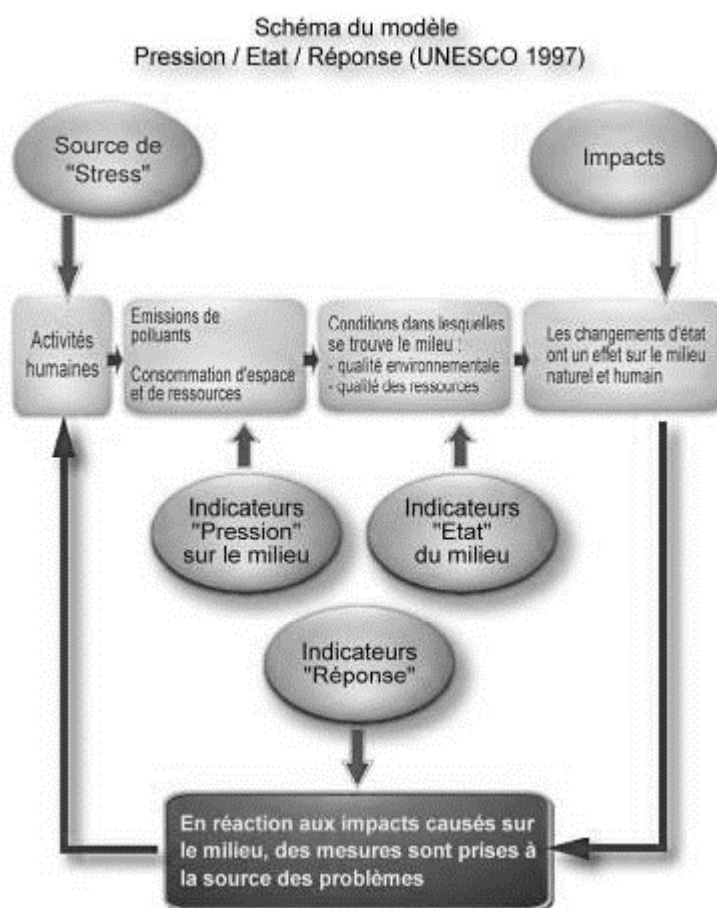 Schéma du modèle
Pression / Etat / Réponse (UNESCO 1997)
Source de
"Stress"
Impacts
Activités
humaines
Emissions de
polluants
Consommation d'espace
et de ressources
Conditions dans lesquelles
se trouve le milieu :
- qualité environnementale
- qualité des ressources
Les changements d'état
ont un effet sur le milieu
naturel et humain
Indicateurs
"Pression"
sur le milieu
Indicateurs
"Etat"
du milieu
Indicateurs
"Réponse"
En réaction aux impacts causés sur
le milieu, des mesures sont prises à
la source des problèmes